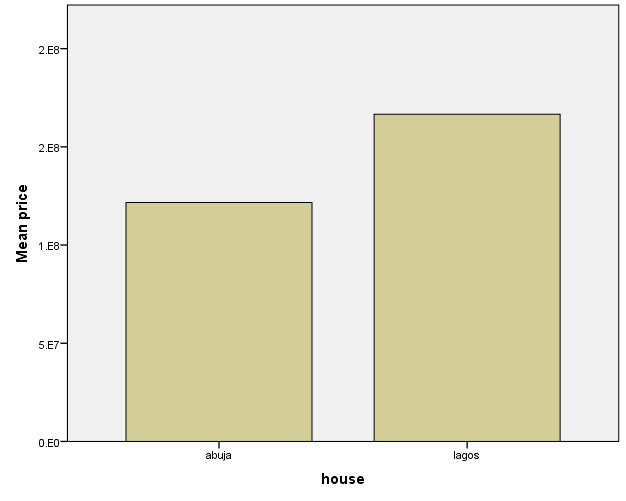 Mean price
2.E8
2.E8
1.E8
5.E7
0.E0
abuja
lagos
house